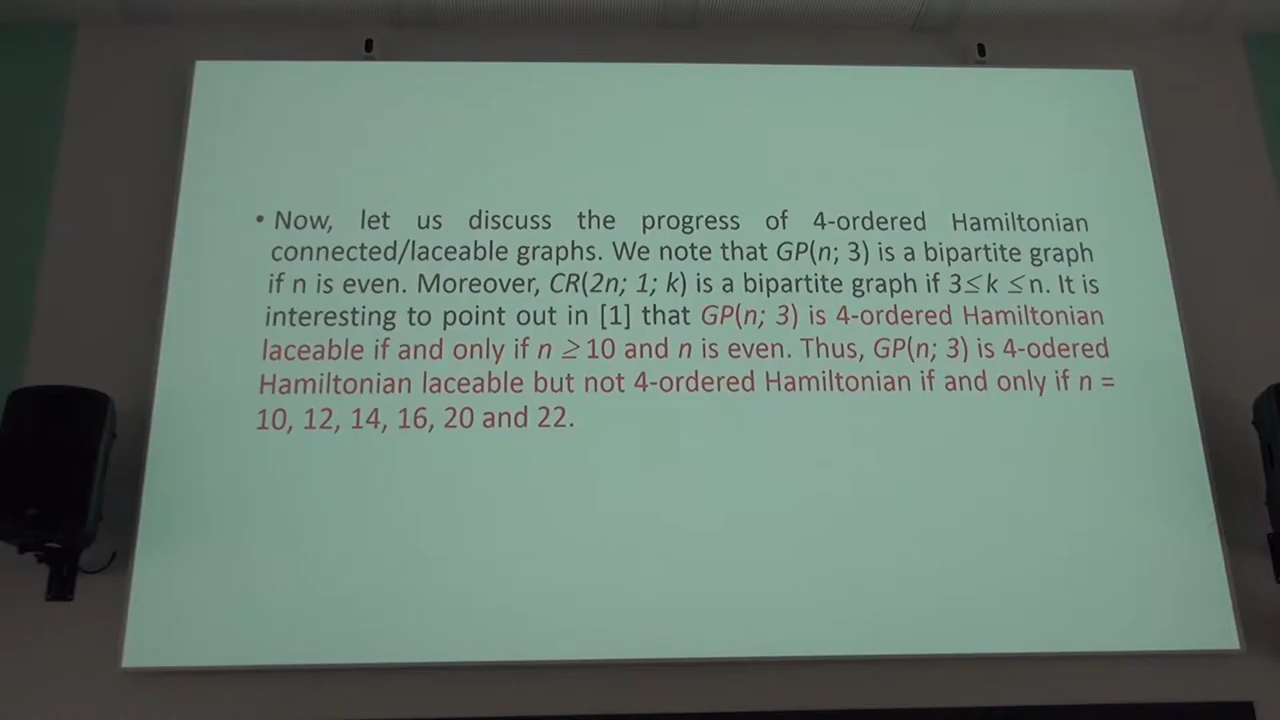 • Now, let us discuss the progress of 4-ordered Hamiltonian
connected/laceable graphs. We note that GP(n; 3) is a bipartite graph
if n is even. Moreover, CR(2n; 1; k) is a bipartite graph if 3≤k ≤n. It is
interesting to point out in [1] that GP(n; 3) is 4-ordered Hamiltonian
laceable if and only if n ≥10 and n is even. Thus, GP(n; 3) is 4-odered
Hamiltonian laceable but not 4-ordered Hamiltonian if and only if n =
10, 12, 14, 16, 20 and 22.